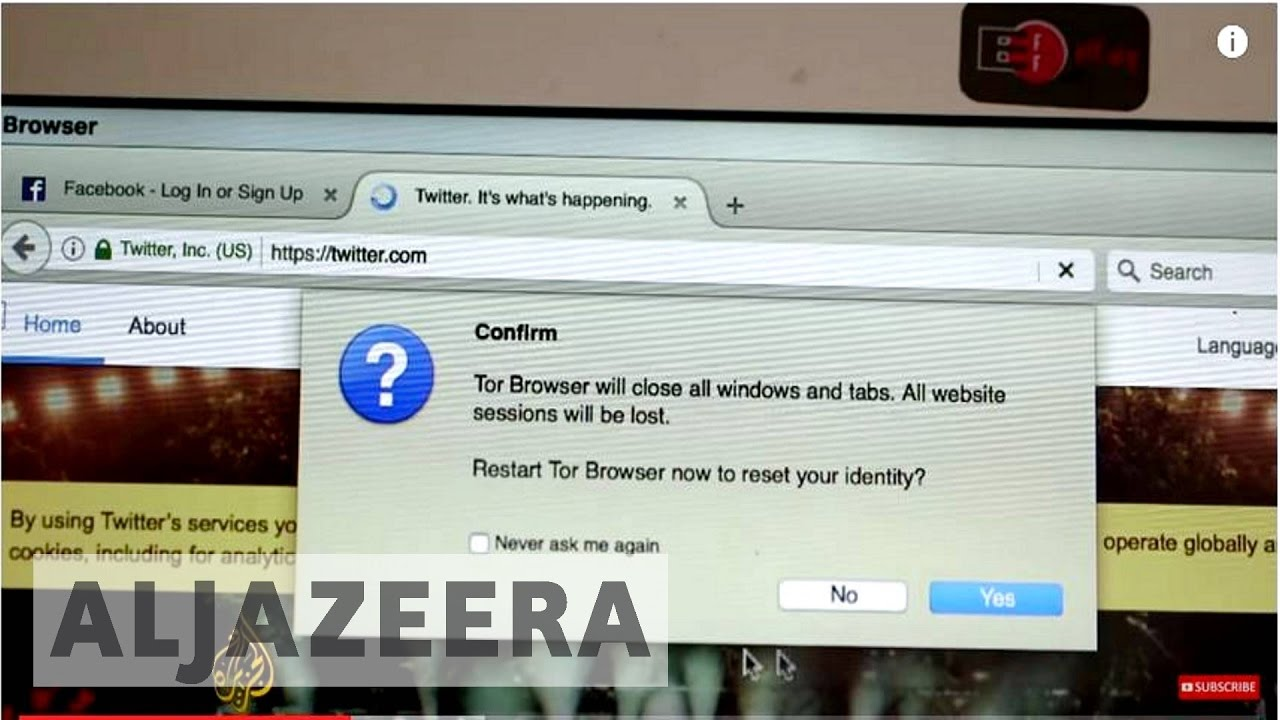 Browser
Facebook - Log In or Sign Up
Twitter. It's what's happening.
Twitter, Inc. (US)
https://twitter.com
Search
Home
About
Languag
Confirm
Tor Browser will close all windows and tabs. All website
sessions will be lost.
Restart Tor Browser now to reset your identity?
Never ask me again
No
Yes
By using Twitter's services yo
cookies, including for analytic
operate globally a
ALJAZEERA
الجزيرة
SUBSCRIBE